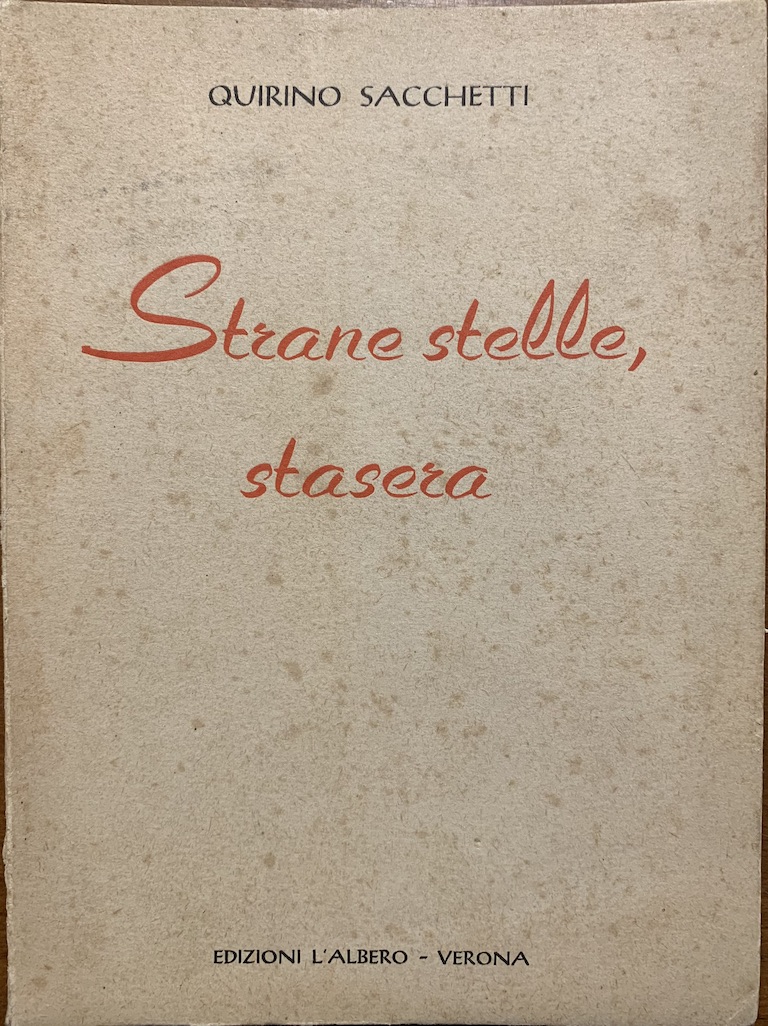 QUIRINO SACCHETTI
Strane stelle,
stasera
EDIZIONI L'ALBERO - VERONA